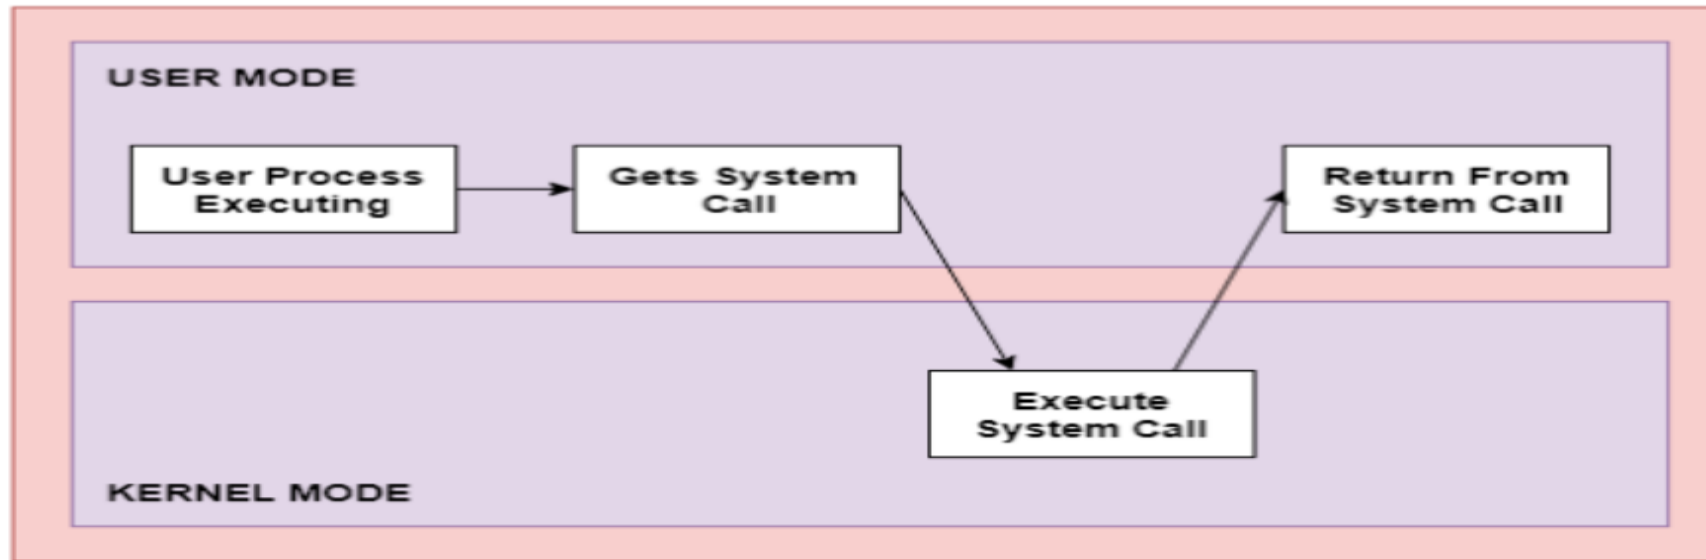 USER MODE
User Process
Executing
Gets System
Call
Return From
System Call
Execute
System Call
KERNEL MODE